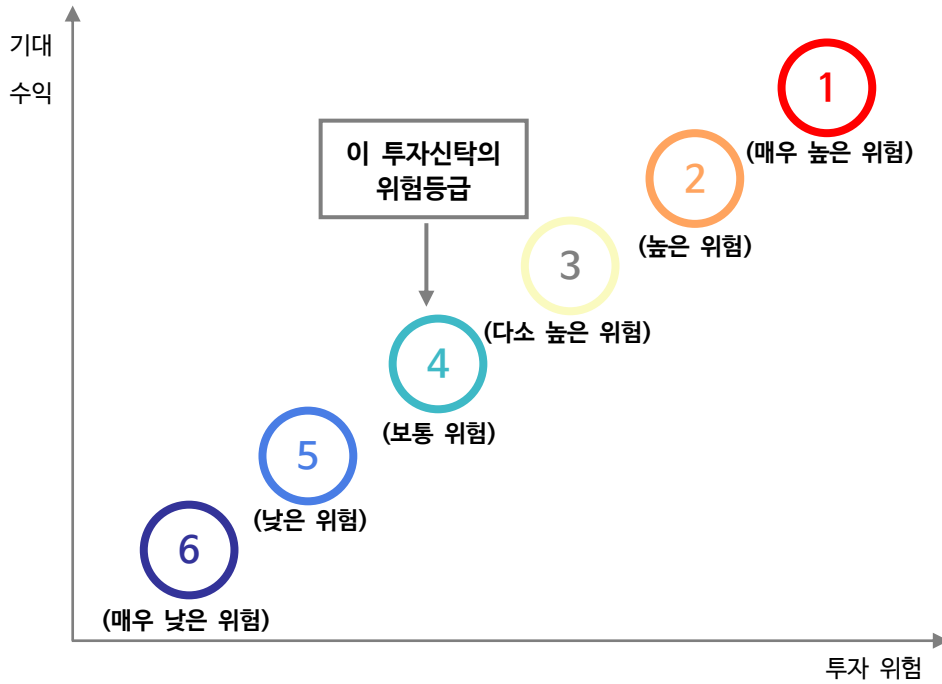 기대
수익
1
(매우 높은 위험)
이 투자신탁의
위험등급
2
(높은 위험)
3
(다소 높은 위험)
4
(보통 위험)
5
(낮은 위험)
6
(매우 낮은 위험)
투자 위험